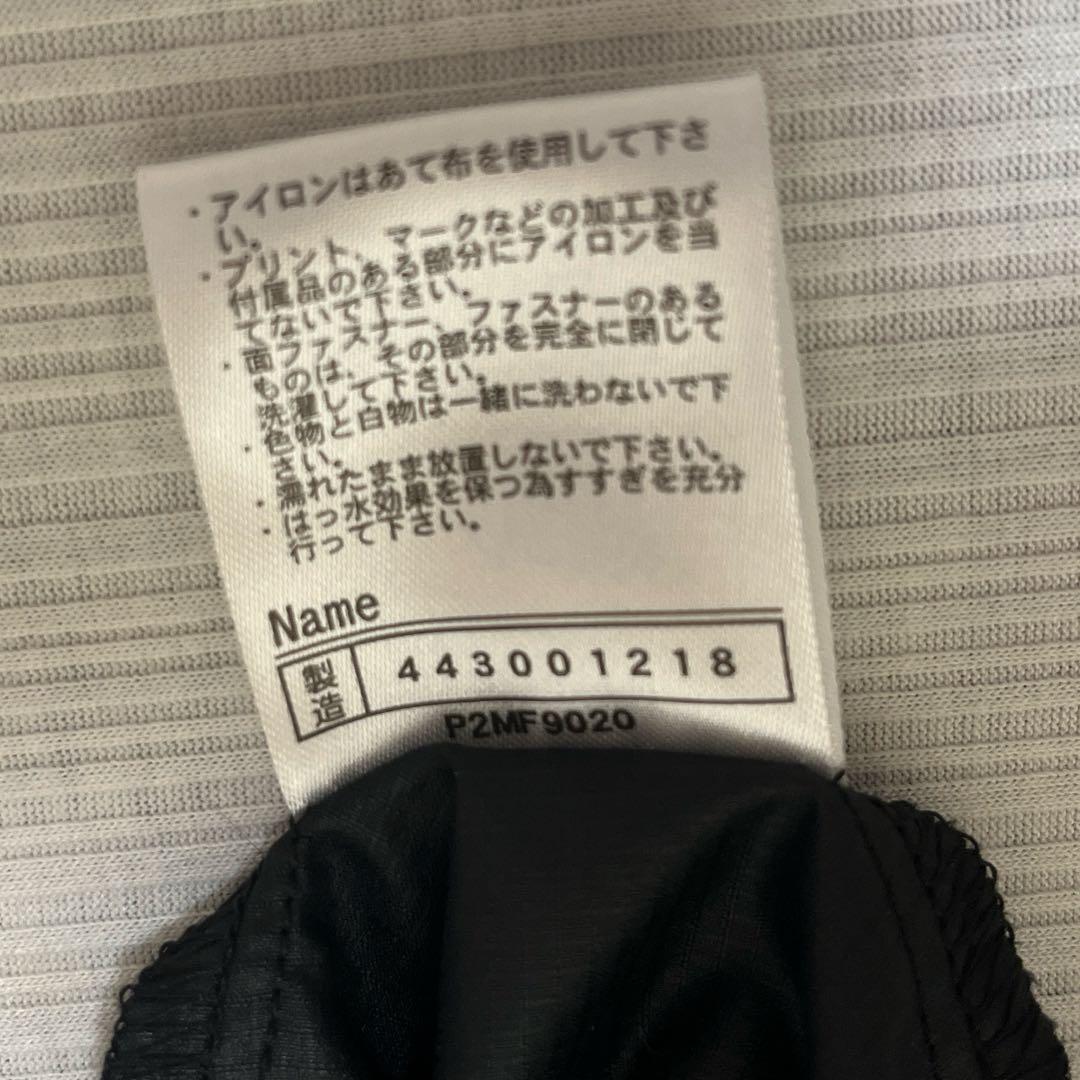 ・アイロンはあて布を使用して下さ
い。
・プリント、マークなどの加工及び
付属品のある部分にアイロンを当
てないで下さい。
・面ファスナー、ファスナーのある
ものは、その部分を完全に閉じて
洗濯して下さい。
・色物と白物は一緒に洗わないで下
さい。
・濡れたまま放置しないで下さい。
・はっ水効果を保つ為すすぎを充分
行って下さい。
Name
製造 443001218
P2MF9020